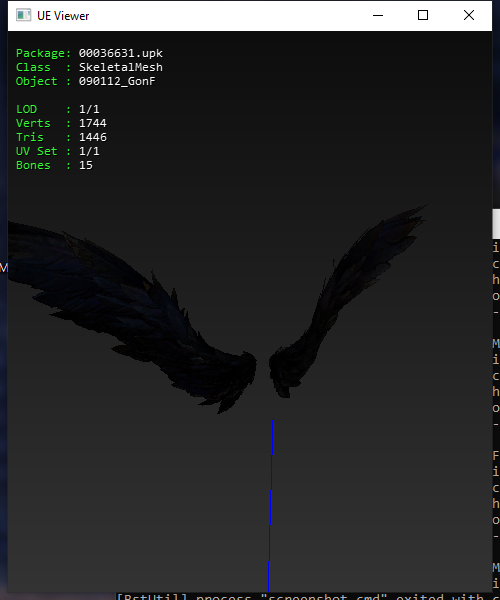 UE Viewer
Package: 00036631.upk
Class : SkeletalMesh
Object : 090112_GonF
LOD : 1/1
Verts : 1744
Tris : 1446
UV Set : 1/1
Bones : 15
M
i
c
h
o
-
M
i
c
h
o
-
F
i
c
h
o
-
M
i
[BstUtil] process "screenshot.cmd" exited with c